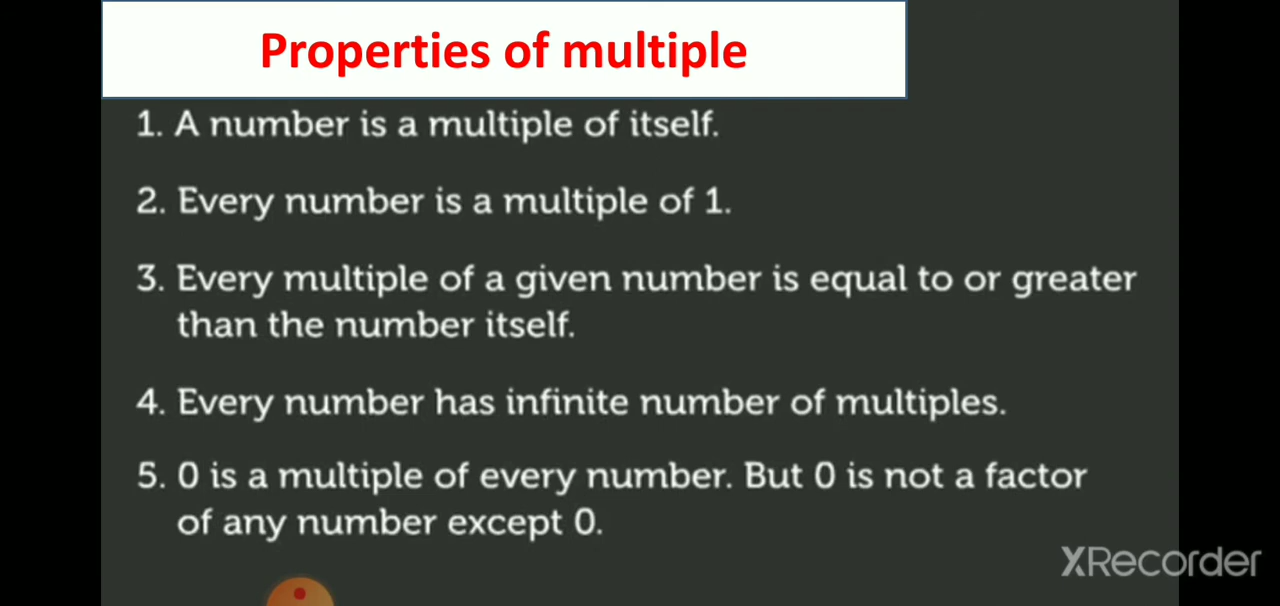 Properties of multiple
1. A number is a multiple of itself.
2. Every number is a multiple of 1.
3. Every multiple of a given number is equal to or greater
than the number itself.
4. Every number has infinite number of multiples.
5. 0 is a multiple of every number. But 0 is not a factor
of any number except 0.
XRecorder